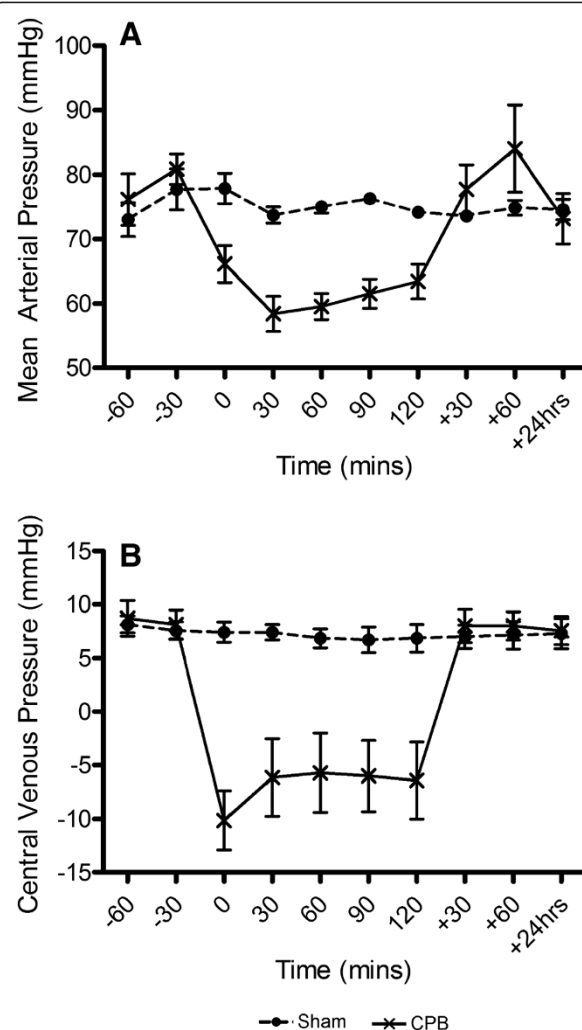 A
Mean Arterial Pressure (mmHg)
100
90
80
70
60
50
-60 -30 0 30 60 90 120 +30 +60 +24hrs
Time (mins)
B
Central Venous Pressure (mmHg)
15
10
5
0
-5
-10
-15
-60 -30 0 30 60 90 120 +30 +60 +24hrs
Time (mins)
Sham CPB